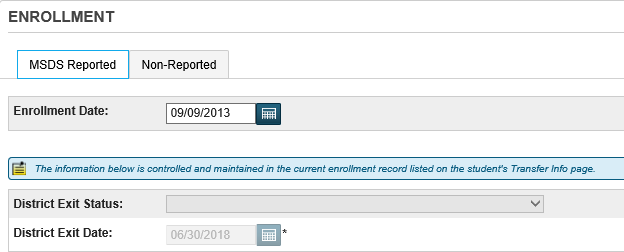 ENROLLMENT
MSDS Reported Non-Reported
Enrollment Date: 09/09/2013
The information below is controlled and maintained in the current enrollment record listed on the student's Transfer Info page.
District Exit Status:
District Exit Date: 06/30/2018 *